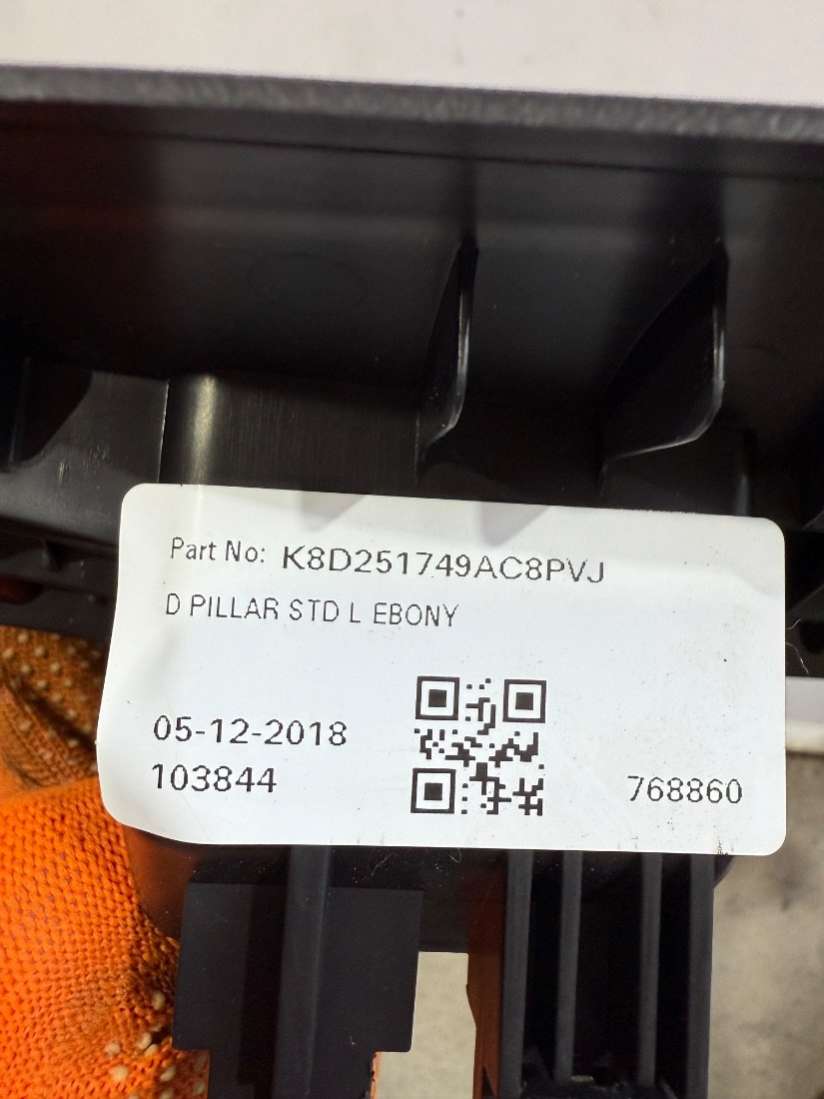 Part No: K8D251749AC8PVJ
D PILLAR STD L EBONY
05-12-2018
103844
768860